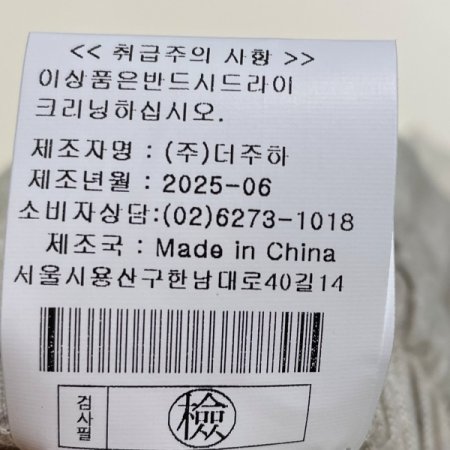 << 취급주의 사항 >>
이상품은반드시드라이
크리닝하십시오.
제조자명 : (주)더주하
제조년월 : 2025-06
소비자상담:(02)6273-1018
제조국 : Made in China
서울시용산구한남대로40길14
검사필
檢